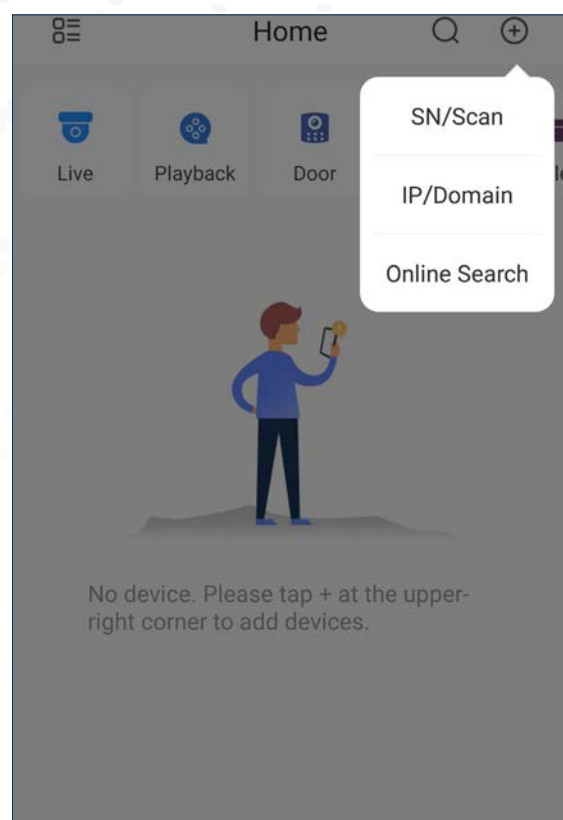 Home
SN/Scan
Live
Playback
Door
IP/Domain
Online Search
No device. Please tap + at the upper-
right corner to add devices.